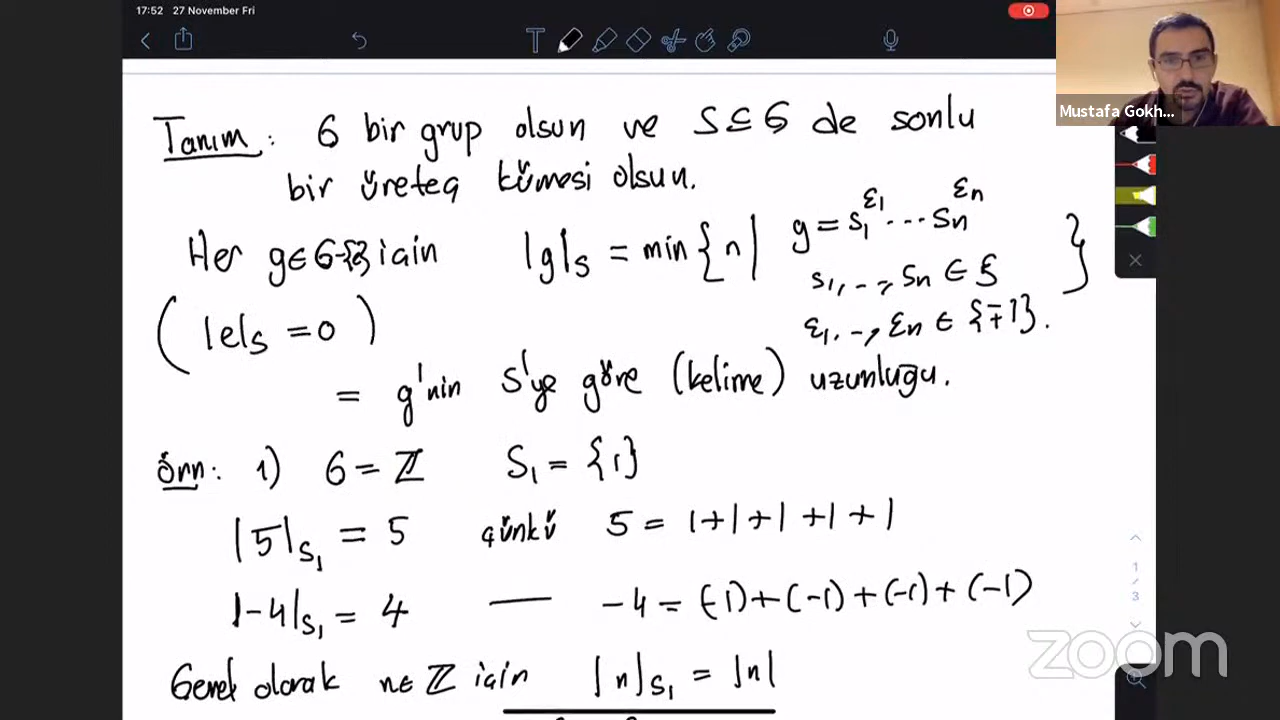 17:52 27 November Fri
Mustafa Gokh...
Tanım: G bir grup olsun ve S⊆G de sonlu
bir üreteç kümesi olsun.
Her g∈G-{e} için |g|_S = min { n | g = s_1^{ε_1} ... s_n^{ε_n}
s_1, .., s_n ∈ S }
(|e|_S = 0) ε_1, .., ε_n ∈ {∓1}.
= g'nin S'ye göre (kelime) uzunluğu.
Örn: 1) G = ℤ S_1 = {1}
|5|_{S_1} = 5 çünkü 5 = 1+1+1+1+1
|-4|_{S_1} = 4 — -4 = (-1)+(-1)+(-1)+(-1)
Genel olarak n∈ℤ için |n|_{S_1} = |n|
1
/
3
zoom